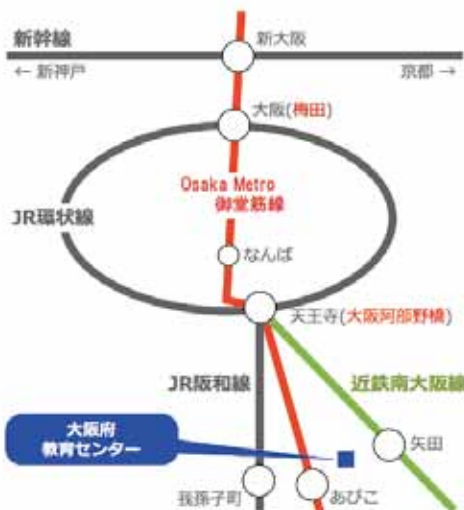 新幹線
新大阪
← 新神戸
京都 →
大阪(梅田)
Osaka Metro
御堂筋線
JR環状線
なんば
天王寺(大阪阿部野橋)
JR阪和線
近鉄南大阪線
大阪府
教育センター
矢田
我孫子町
あびこ